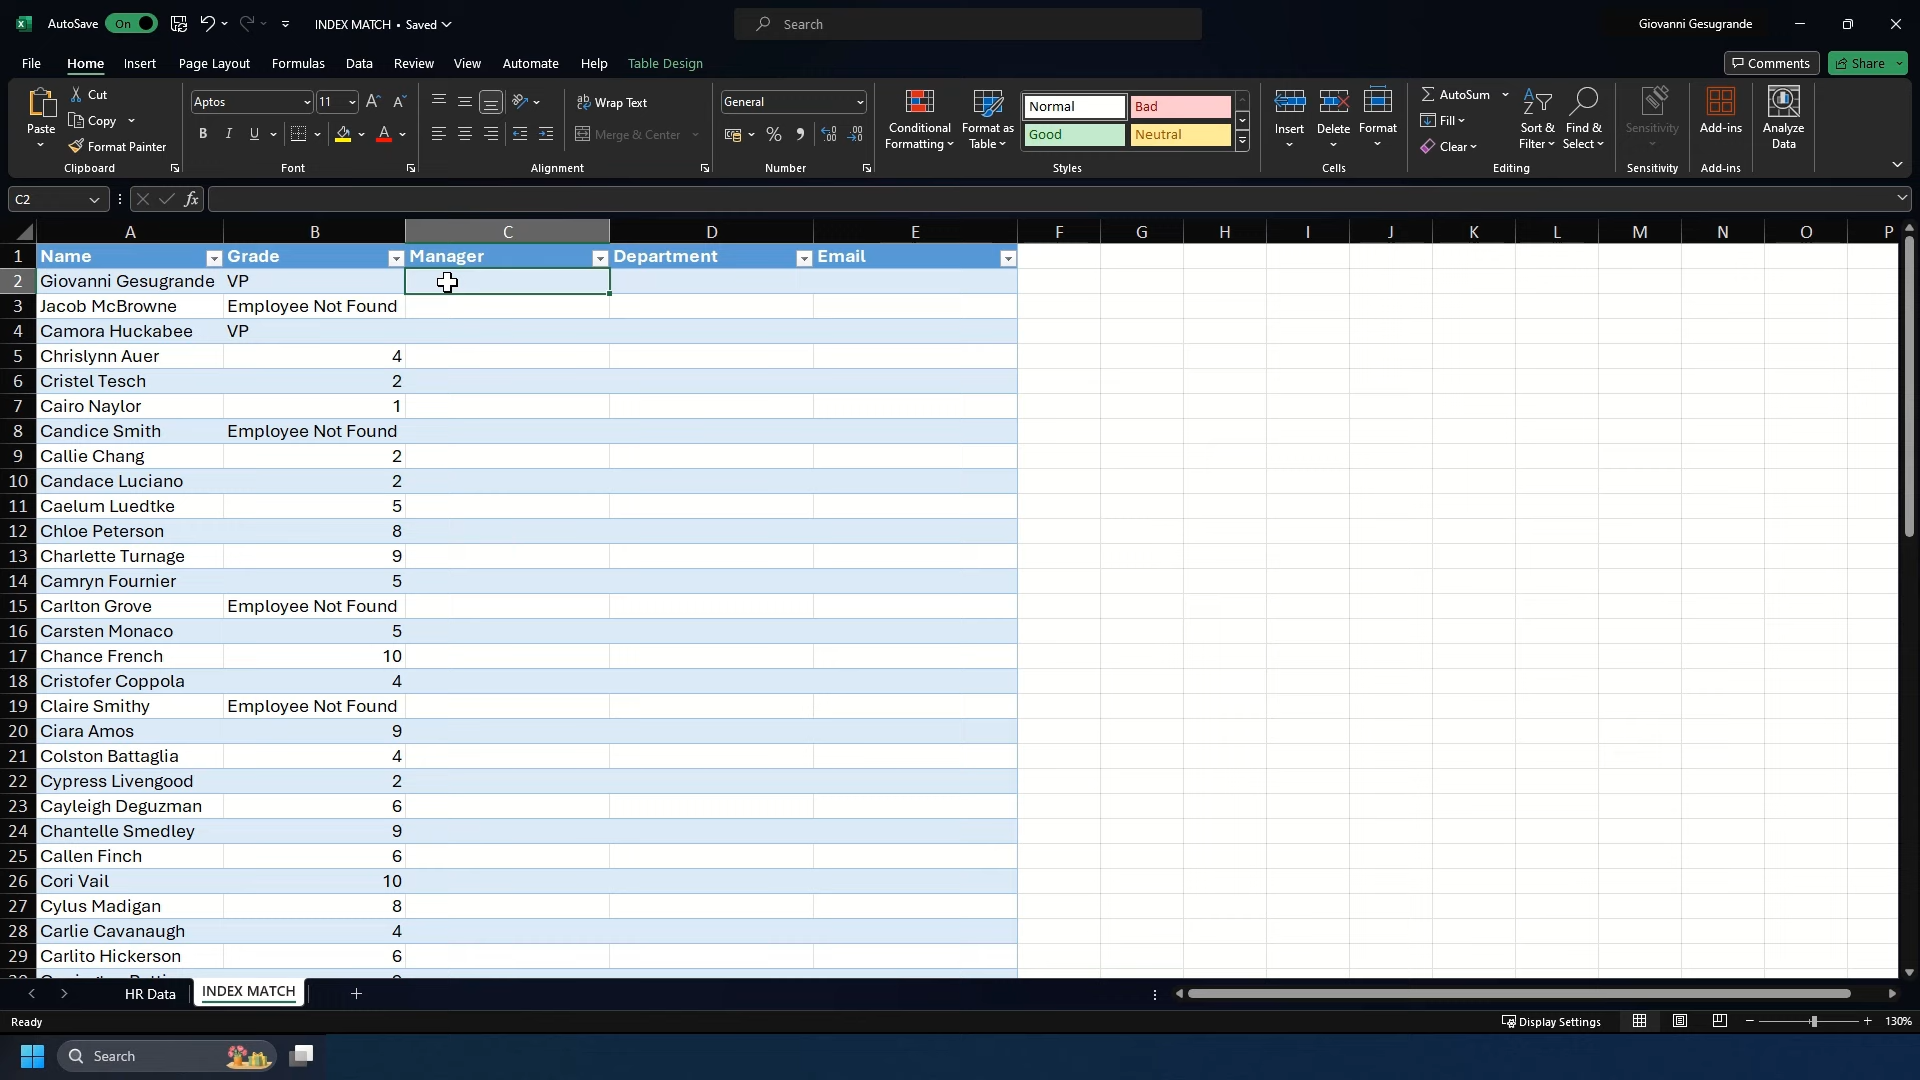 AutoSave On INDEX MATCH • Saved Search Giovanni Gesugrande
File Home Insert Page Layout Formulas Data Review View Automate Help Table Design Comments Share
Paste Cut Copy Format Painter Clipboard
Aptos 11 B I U A Font
Wrap Text Merge & Center Alignment
General % , Number
Conditional Formatting Format as Table Normal Bad Good Neutral Styles
Insert Delete Format Cells
AutoSum Fill Clear Sort & Filter Find & Select Editing
Sensitivity Sensitivity
Add-ins Add-ins
Analyze Data
C2 fx
A B C D E F G H I J K L M N O P
1 Name Grade Manager Department Email
2 Giovanni Gesugrande VP
3 Jacob McBrowne Employee Not Found
4 Camora Huckabee VP
5 Chrislynn Auer 4
6 Cristel Tesch 2
7 Cairo Naylor 1
8 Candice Smith Employee Not Found
9 Callie Chang 2
10 Candace Luciano 2
11 Caelum Luedtke 5
12 Chloe Peterson 8
13 Charlette Turnage 9
14 Camryn Fournier 5
15 Carlton Grove Employee Not Found
16 Carsten Monaco 5
17 Chance French 10
18 Cristofer Coppola 4
19 Claire Smithy Employee Not Found
20 Ciara Amos 9
21 Colston Battaglia 4
22 Cypress Livengood 2
23 Cayleigh Deguzman 6
24 Chantelle Smedley 9
25 Callen Finch 6
26 Cori Vail 10
27 Cylus Madigan 8
28 Carlie Cavanaugh 4
29 Carlito Hickerson 6
HR Data INDEX MATCH
Ready Display Settings 130%
Search